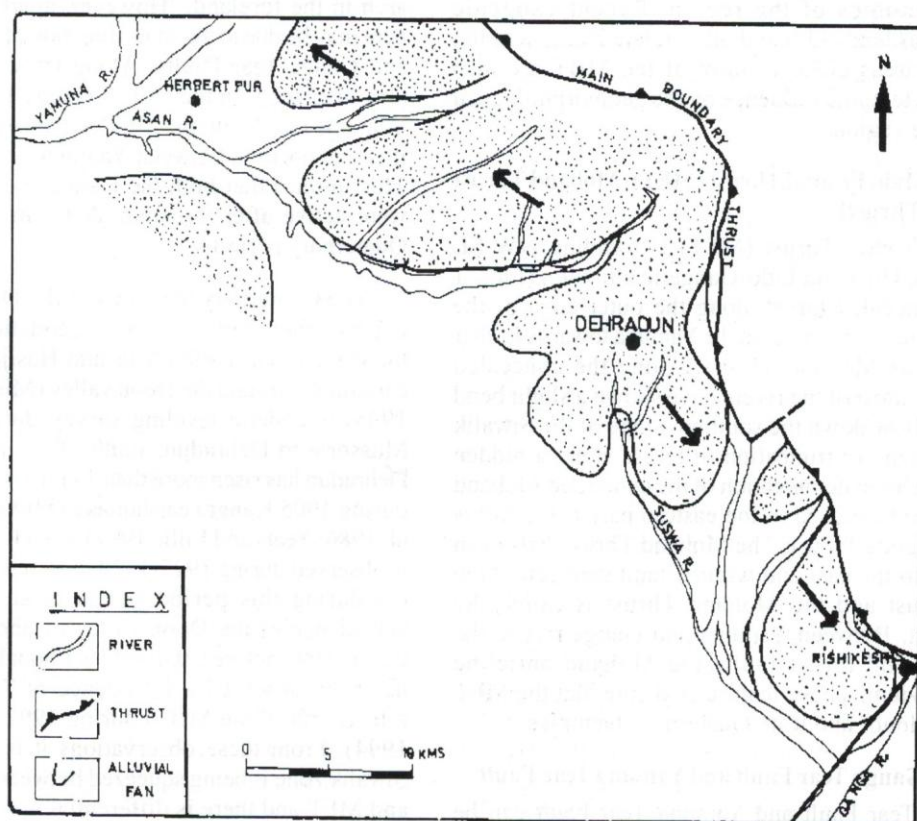 N
YAMUNA R.
HERBERT PUR
ASAN R.
MAIN BOUNDARY THRUST
DEHRADUN
SUSWA R.
RISHIKESH
GANGA R.
INDEX
RIVER
THRUST
ALLUVIAL
FAN
0 5 10 KMS